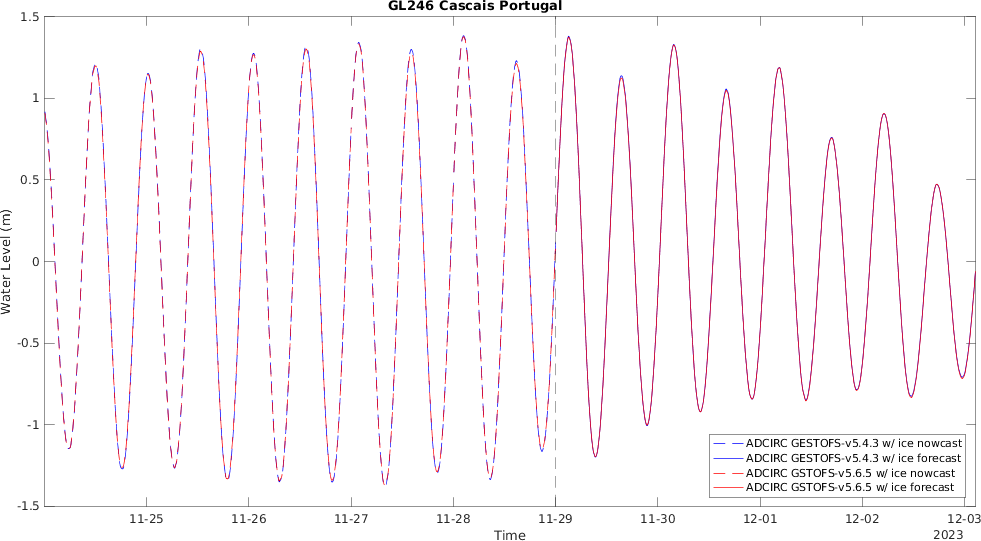 GL246 Cascais Portugal
1.5
1
0.5
0
-0.5
-1
-1.5
Water Level (m)
11-25
11-26
11-27
11-28
11-29
11-30
12-01
12-02
12-03
2023
Time
ADCIRC GESTOFS-v5.4.3 w/ ice nowcast
ADCIRC GESTOFS-v5.4.3 w/ ice forecast
ADCIRC GSTOFS-v5.6.5 w/ ice nowcast
ADCIRC GSTOFS-v5.6.5 w/ ice forecast